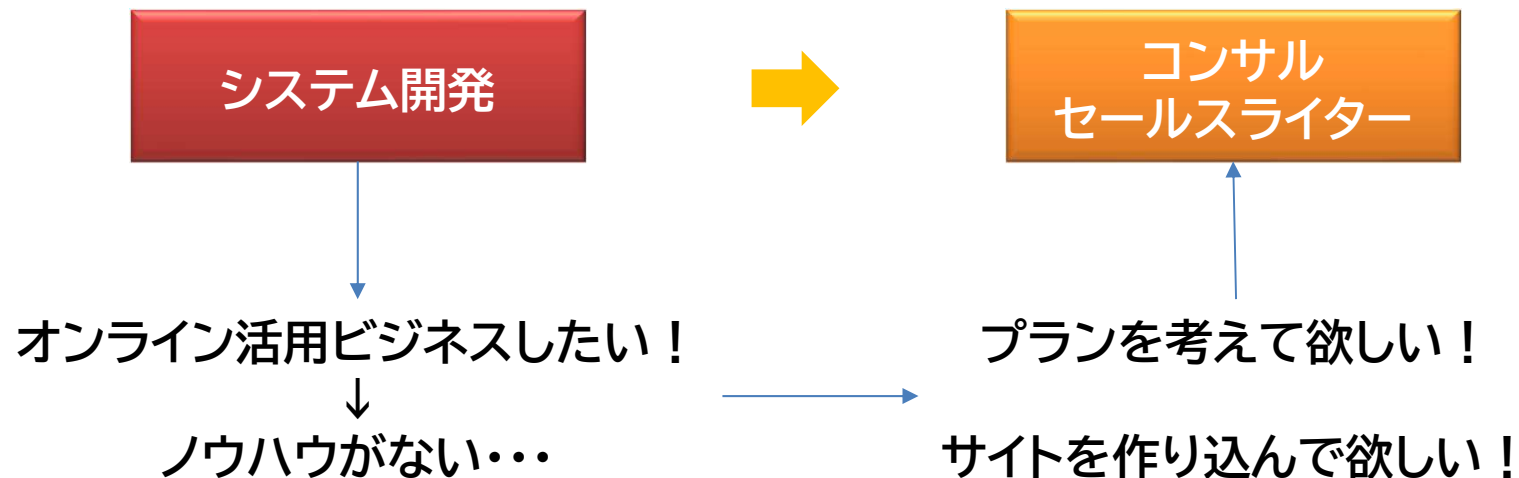 システム開発
コンサル
セールスライター
オンライン活用ビジネスしたい！
↓
ノウハウがない・・・
プランを考えて欲しい！
サイトを作り込んで欲しい！